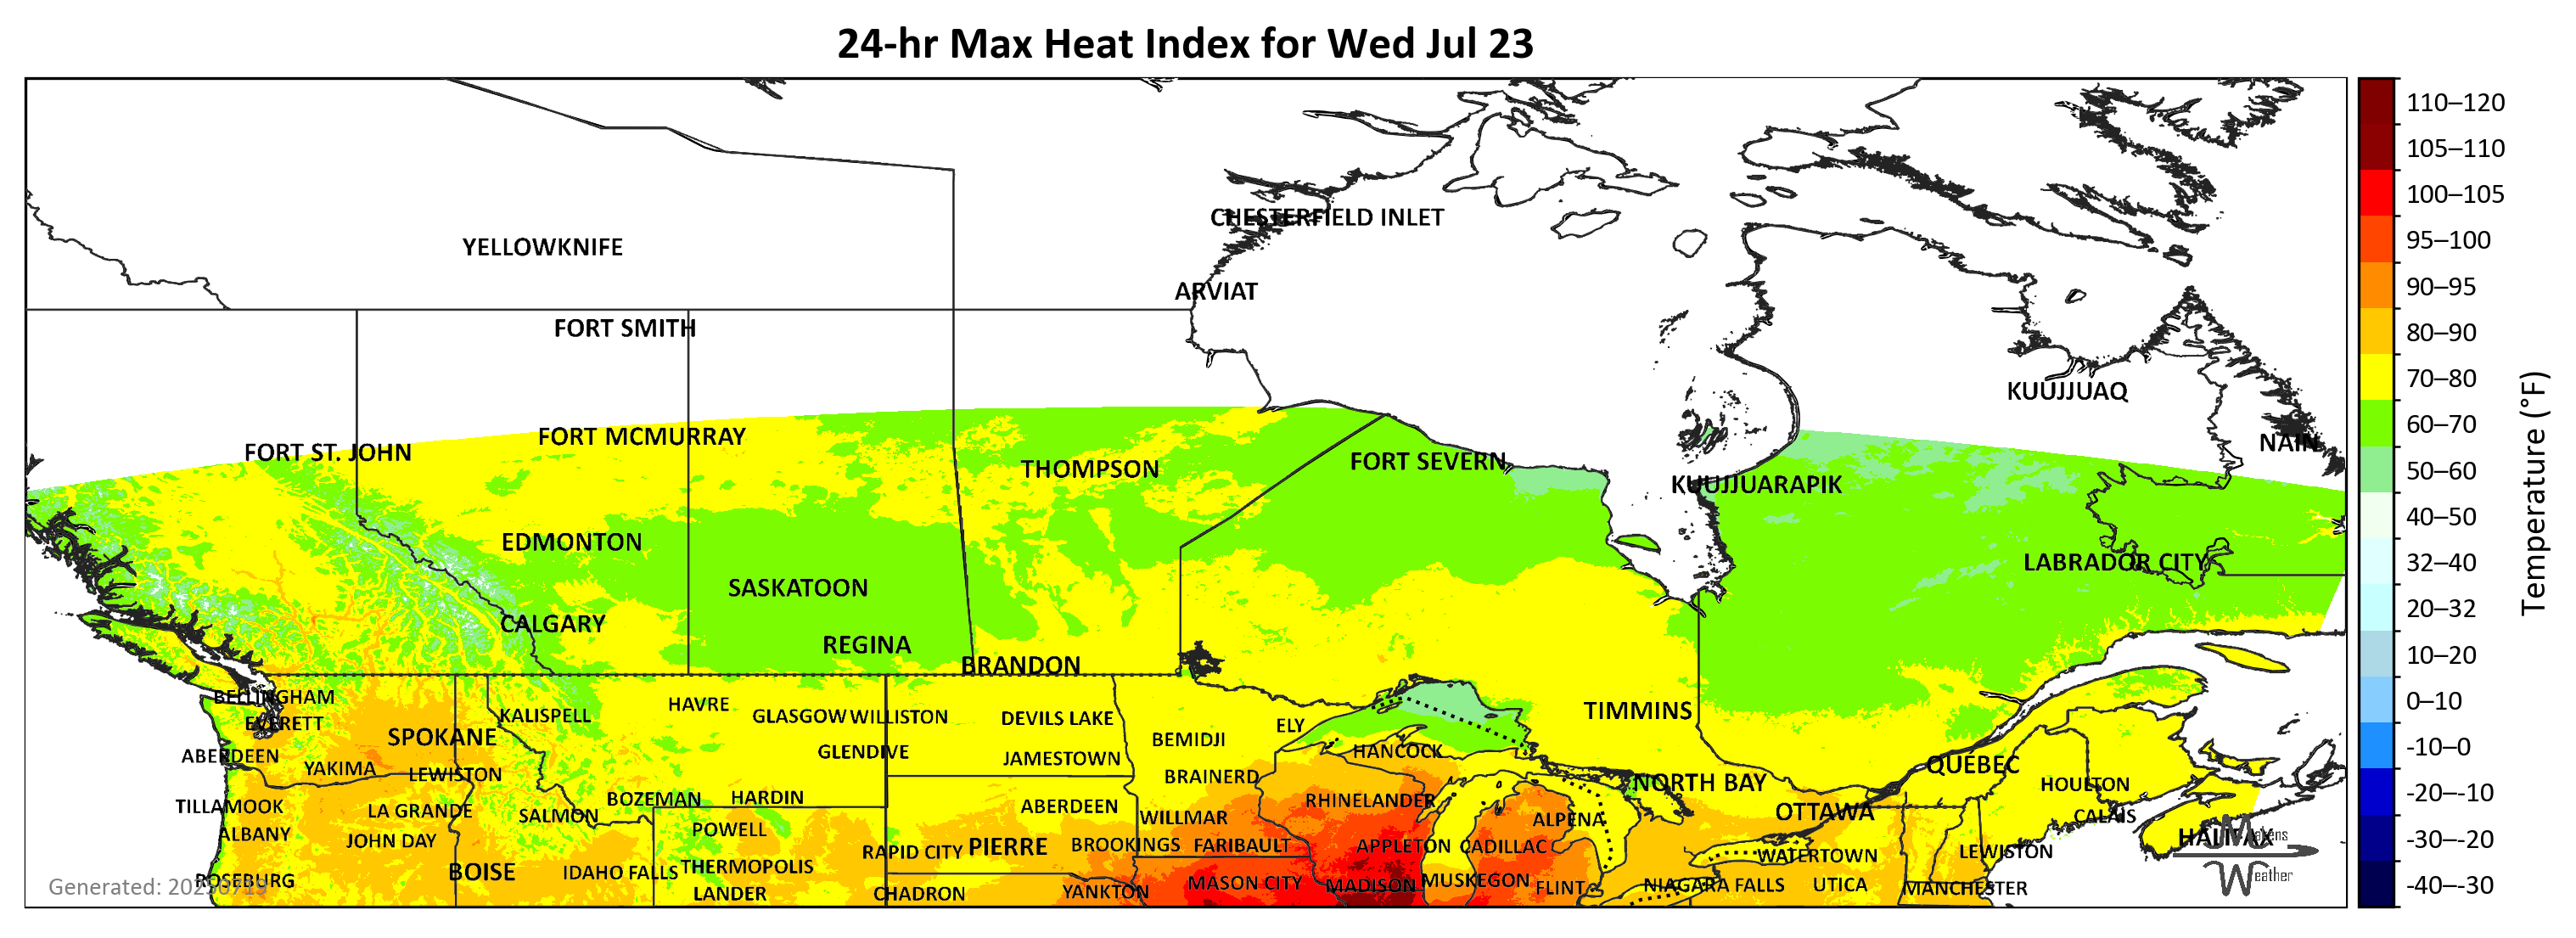 24-hr Max Heat Index for Wed Jul 23
CHESTERFIELD INLET
YELLOWKNIFE
ARVIAT
FORT SMITH
KUUJJUAQ
FORT MCMURRAY
NAIN
FORT ST. JOHN
FORT SEVERN
THOMPSON
KUUJJUARAPIK
EDMONTON
LABRADOR CITY
SASKATOON
CALGARY
REGINA
BRANDON
BELLINGHAM
HAVRE
TIMMINS
KALISPELL
GLASGOW
WILLISTON
DEVILS LAKE
EVERETT
ELY
SPOKANE
BEMIDJI
GLENDIVE
HANCOCK
ABERDEEN
JAMESTOWN
QUÉBEC
YAKIMA
LEWISTON
BRAINERD
NORTH BAY
HOULTON
BOZEMAN
HARDIN
RHINELANDER
TILLAMOOK
LA GRANDE
ABERDEEN
OTTAWA
SALMON
WILLMAR
CALAIS
ALPENA
POWELL
ALBANY
HALIFAX
JOHN DAY
PIERRE
BROOKINGS
FARIBAULT
APPLETON
CADILLAC
RAPID CITY
LEWISTON
WATERTOWN
THERMOPOLIS
BOISE
IDAHO FALLS
ROSEBURG
MUSKEGON
MASON CITY
MADISON
NIAGARA FALLS
UTICA
FLINT
MANCHESTER
LANDER
CHADRON
YANKTON
Generated: 20250719
Weather
110–120
105–110
100–105
95–100
90–95
80–90
70–80
60–70
50–60
40–50
32–40
20–32
10–20
0–10
-10–0
-20–-10
-30–-20
-40–-30
Temperature (°F)